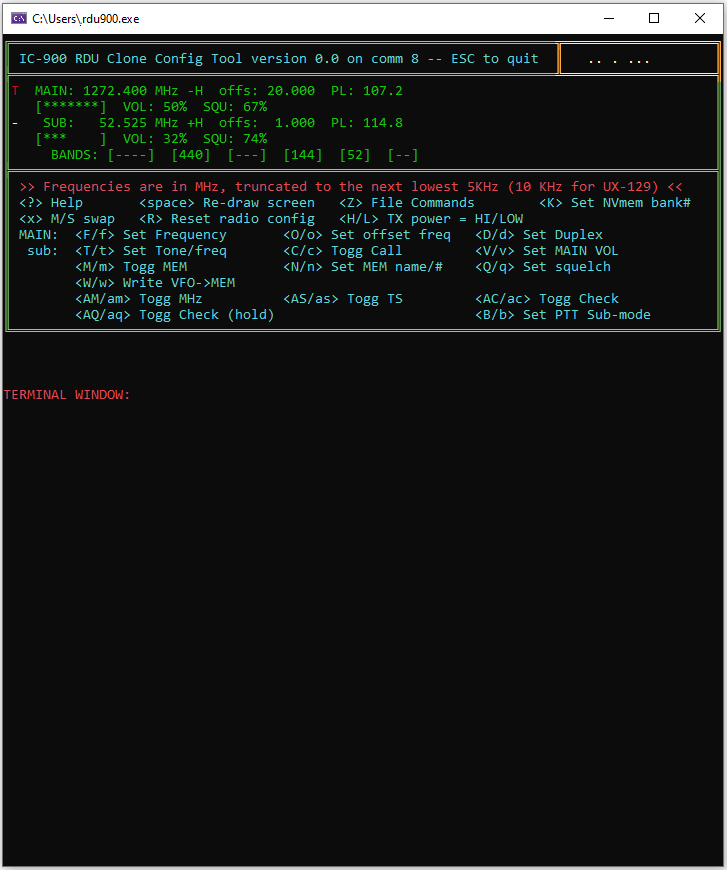 C:\Users\rdu900.exe
IC-900 RDU Clone Config Tool version 0.0 on comm 8 -- ESC to quit .. . ...
T MAIN: 1272.400 MHz -H offs: 20.000 PL: 107.2
[*******] VOL: 50% SQU: 67%
- SUB: 52.525 MHz +H offs: 1.000 PL: 114.8
[*** ] VOL: 32% SQU: 74%
BANDS: [----] [440] [---] [144] [52] [--]
>> Frequencies are in MHz, truncated to the next lowest 5KHz (10 KHz for UX-129) <<
<?> Help <space> Re-draw screen <Z> File Commands <K> Set NVmem bank#
<x> M/S swap <R> Reset radio config <H/L> TX power = HI/LOW
MAIN: <F/f> Set Frequency <O/o> Set offset freq <D/d> Set Duplex
sub: <T/t> Set Tone/freq <C/c> Togg Call <V/v> Set MAIN VOL
<M/m> Togg MEM <N/n> Set MEM name/# <Q/q> Set squelch
<W/w> Write VFO->MEM
<AM/am> Togg MHz <AS/as> Togg TS <AC/ac> Togg Check
<AQ/aq> Togg Check (hold) <B/b> Set PTT Sub-mode
TERMINAL WINDOW: